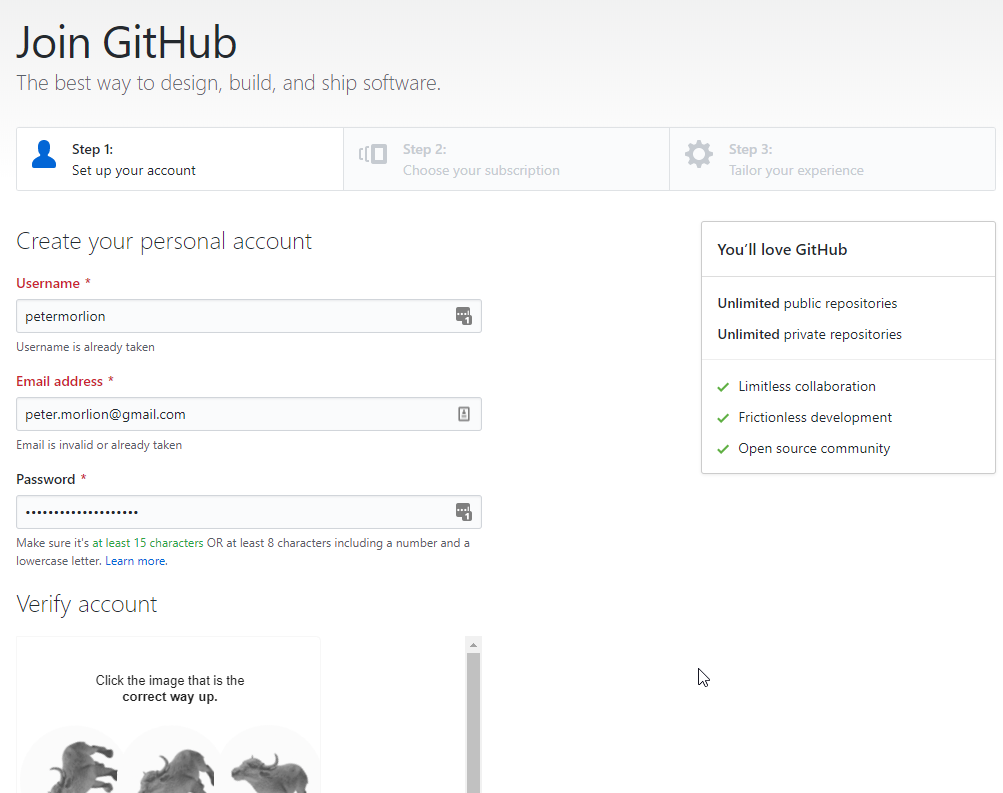 Join GitHub
The best way to design, build, and ship software.
Step 1:
Set up your account
Step 2:
Choose your subscription
Step 3:
Tailor your experience
Create your personal account
Username *
petermorlion
1
Username is already taken
Email address *
peter.morlion@gmail.com
Email is invalid or already taken
Password *
••••••••••••••••••••
1
Make sure it's at least 15 characters OR at least 8 characters including a number and a
lowercase letter. Learn more.
Verify account
Click the image that is the
correct way up.
You’ll love GitHub
Unlimited public repositories
Unlimited private repositories
Limitless collaboration
Frictionless development
Open source community